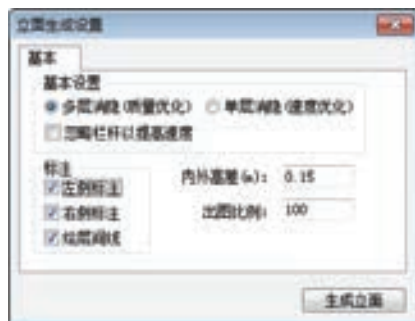 立面生成设置
基本
基本设置
多层消隐(质量优化) 单层消隐(速度优化)
忽略栏杆以提高速度
标注
左侧标注
右侧标注
绘层间线
内外高差(m): 0.15
出图比例: 100
生成立面